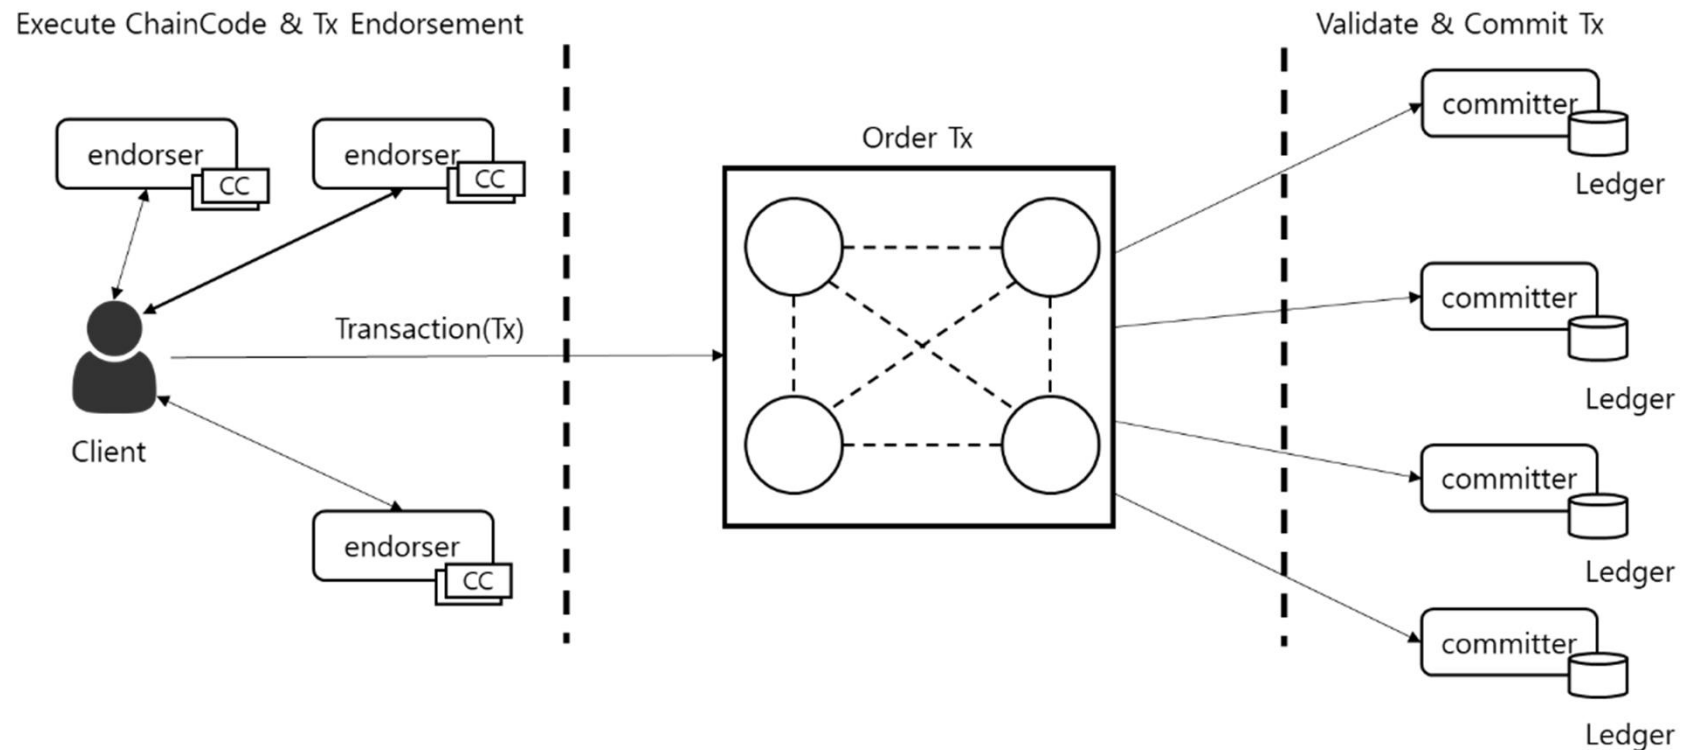 Execute ChainCode & Tx Endorsement
endorser
CC
endorser
CC
Transaction(Tx)
Client
endorser
CC
Order Tx
Validate & Commit Tx
committer
Ledger
committer
Ledger
committer
Ledger
committer
Ledger